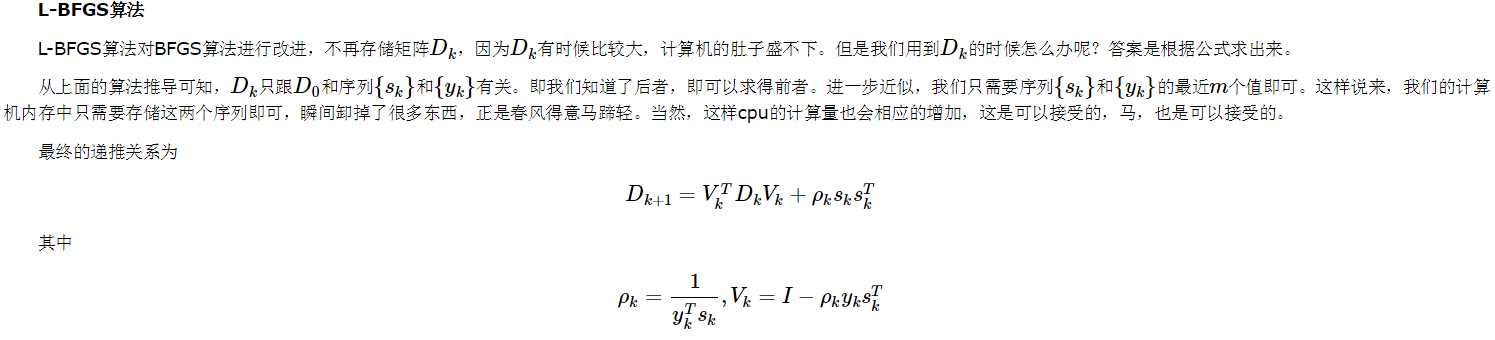 L-BFGS算法
L-BFGS算法对BFGS算法进行改进，不再存储矩阵$D_k$，因为$D_k$有时候比较大，计算机的肚子盛不下。但是我们用到$D_k$的时候怎么办呢？答案是根据公式求出来。
从上面的算法推导可知，$D_k$只跟$D_0$和序列$\{s_k\}$和$\{y_k\}$有关。即我们知道了后者，即可以求得前者。进一步近似，我们只需要序列$\{s_k\}$和$\{y_k\}$的最近$m$个值即可。这样说来，我们的计算
机内存中只需要存储这两个序列即可，瞬间卸掉了很多东西，正是春风得意马蹄轻。当然，这样cpu的计算量也会相应的增加，这是可以接受的，马，也是可以接受的。
最终的递推关系为
$D_{k+1} = V_k^T D_k V_k + \rho_k s_k s_k^T$
其中
$\rho_k = \frac{1}{y_k^T s_k}, V_k = I - \rho_k y_k s_k^T$